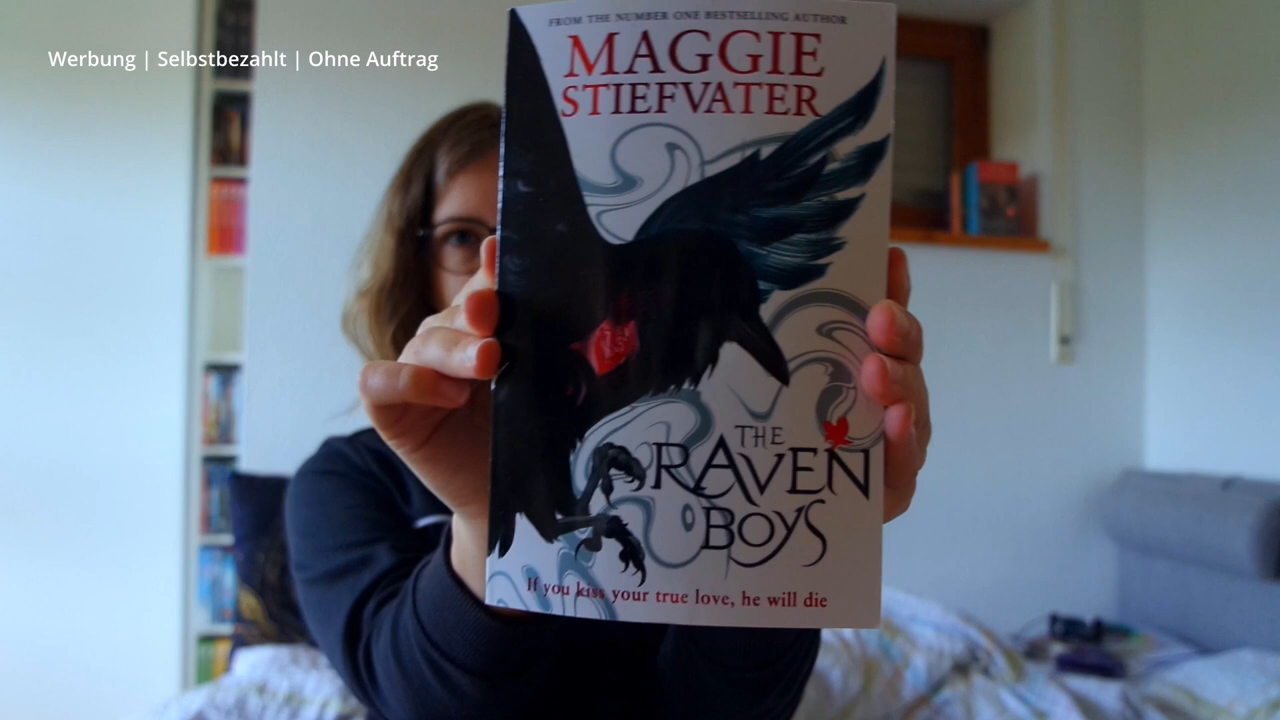 Werbung | Selbstbezahlt | Ohne Auftrag
FROM THE NUMBER ONE BESTSELLING AUTHOR
MAGGIE
STIEFVATER
THE
RAVEN
BOYS
If you kiss your true love, he will die